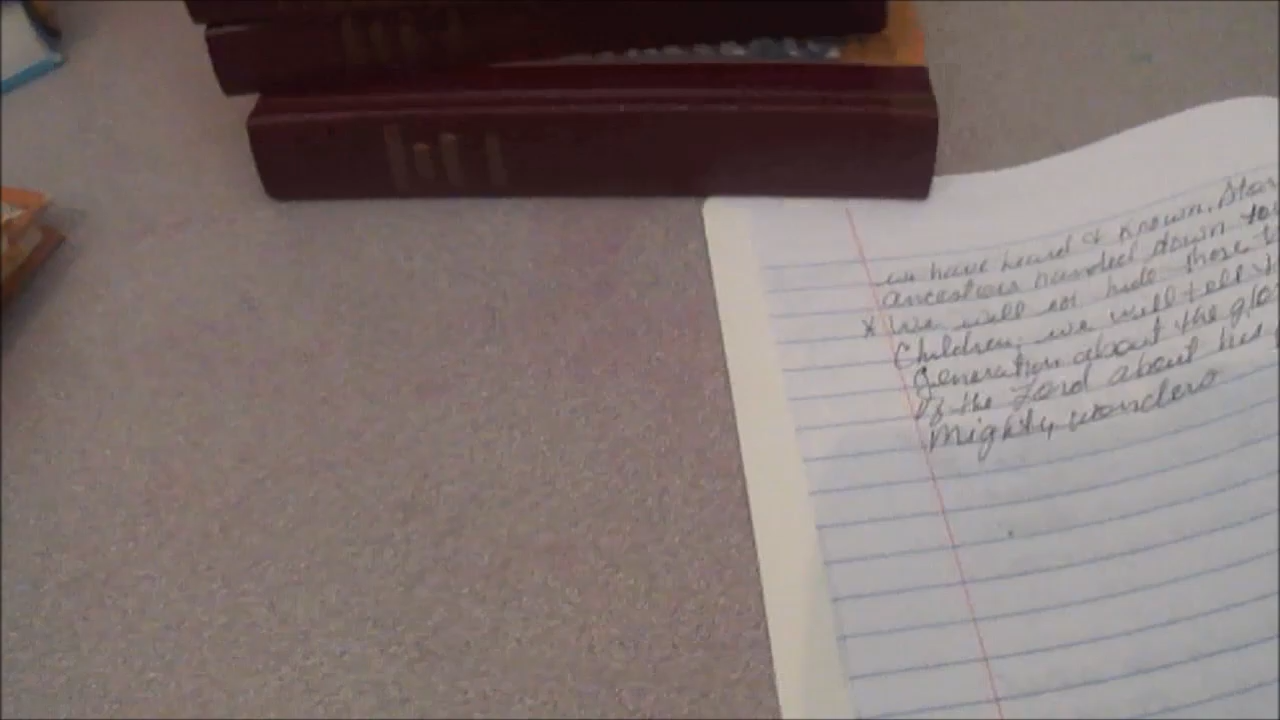 we have heard & known.
ancestors handed down to
* We will not hide these
Children, we will tell
Generation about the
Of the Lord about his
Mighty wonders